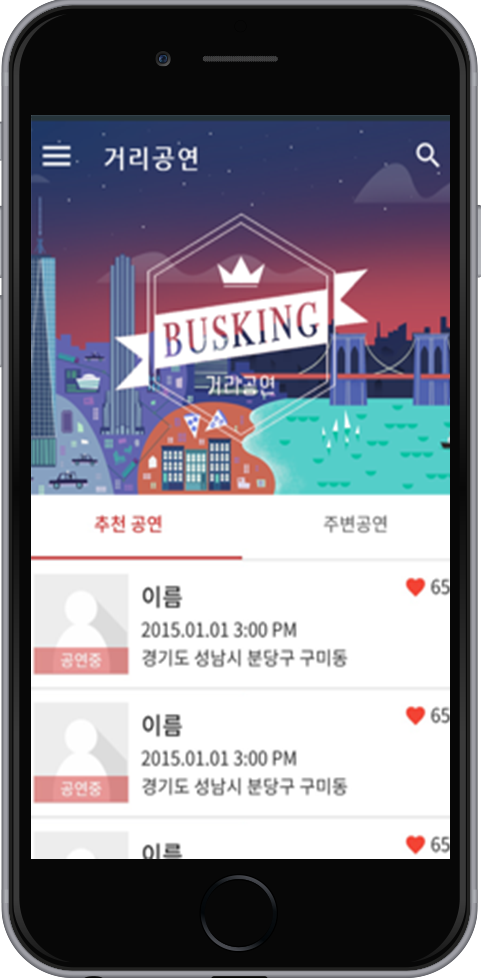 거리공연
BUSKING
거리공연
추천 공연
주변공연
이름
65
2015.01.01 3:00 PM
공연중
경기도 성남시 분당구 구미동
이름
65
2015.01.01 3:00 PM
공연중
경기도 성남시 분당구 구미동
이름
65